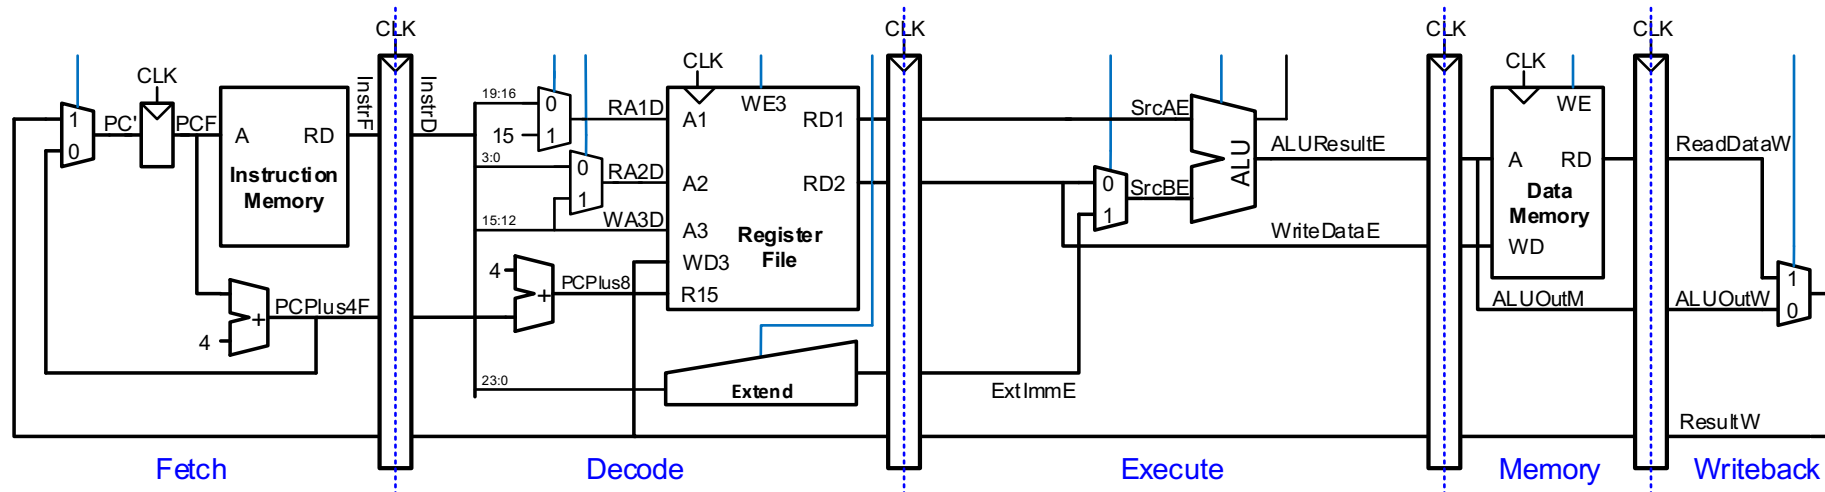 CLK
CLK
CLK
CLK
CLK
CLK
CLK
1
0
PC'
PCF
A
RD
Instruction
Memory
InstrF
InstrD
PCPlus4F
+
4
19:16
0
1
15
RA1D
3:0
0
1
RA2D
15:12
WA3D
4
+
PCPlus8
23:0
WE3
A1
RD1
A2
RD2
A3
Register
File
WD3
R15
Extend
SrcAE
0
1
SrcBE
ALU
ALUResultE
WriteDataE
ExtImmE
WE
A
RD
Data
Memory
WD
ALUOutM
ReadDataW
ALUOutW
1
0
ResultW
Fetch
Decode
Execute
Memory
Writeback